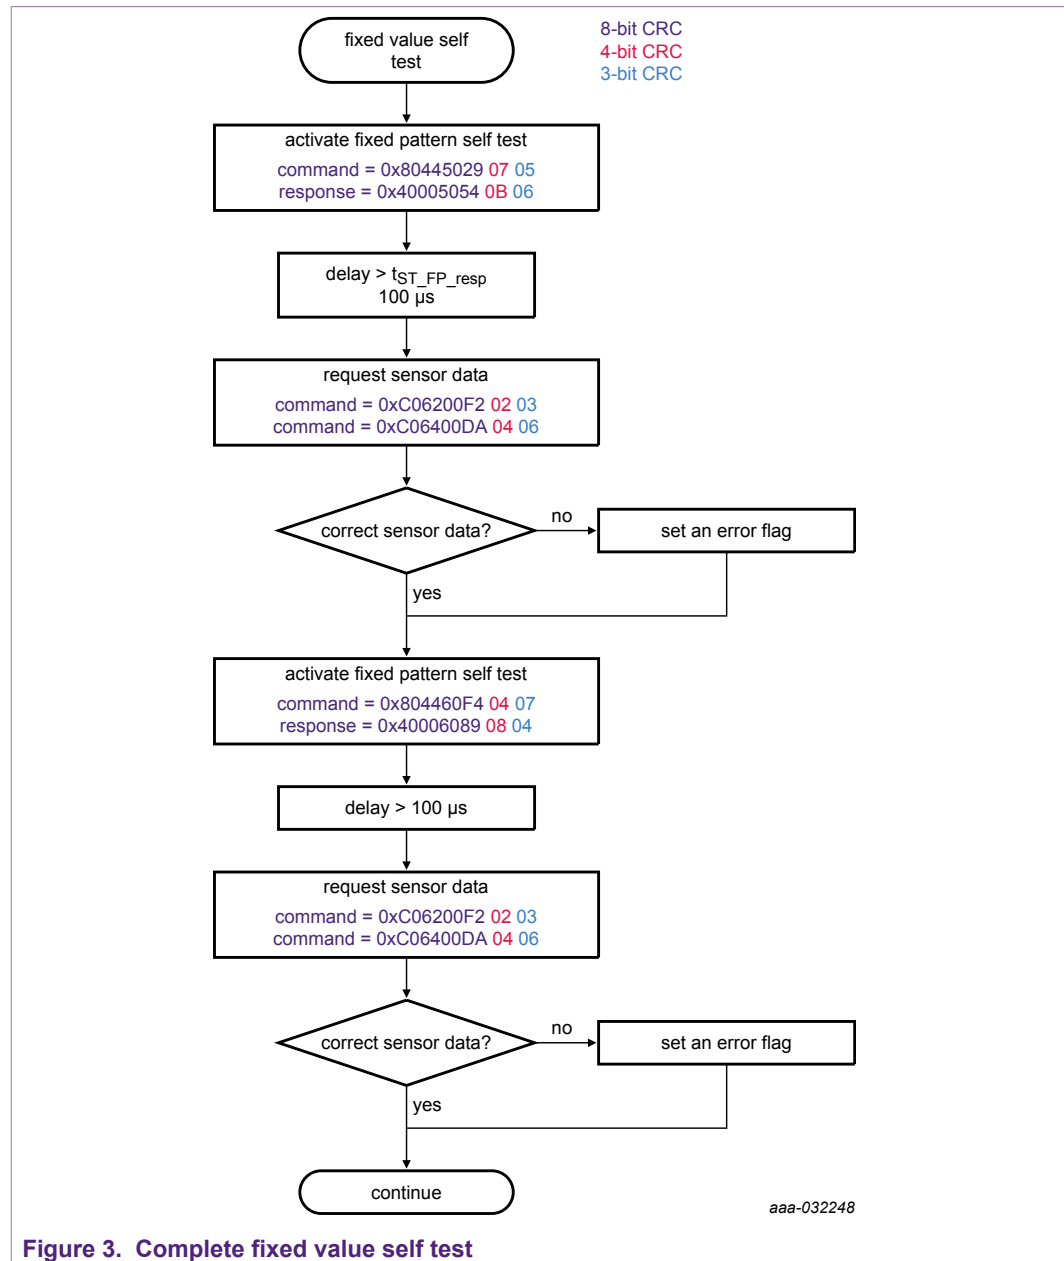 fixed value self
test
8-bit CRC
4-bit CRC
3-bit CRC
activate fixed pattern self test
command = 0x80445029 07 05
response = 0x40005054 0B 06
delay > tST_FP_resp
100 μs
request sensor data
command = 0xC06200F2 02 03
command = 0xC06400DA 04 06
correct sensor data?
no
set an error flag
yes
activate fixed pattern self test
command = 0x804460F4 04 07
response = 0x40006089 08 04
delay > 100 μs
request sensor data
command = 0xC06200F2 02 03
command = 0xC06400DA 04 06
correct sensor data?
no
set an error flag
yes
continue
aaa-032248
Figure 3. Complete fixed value self test